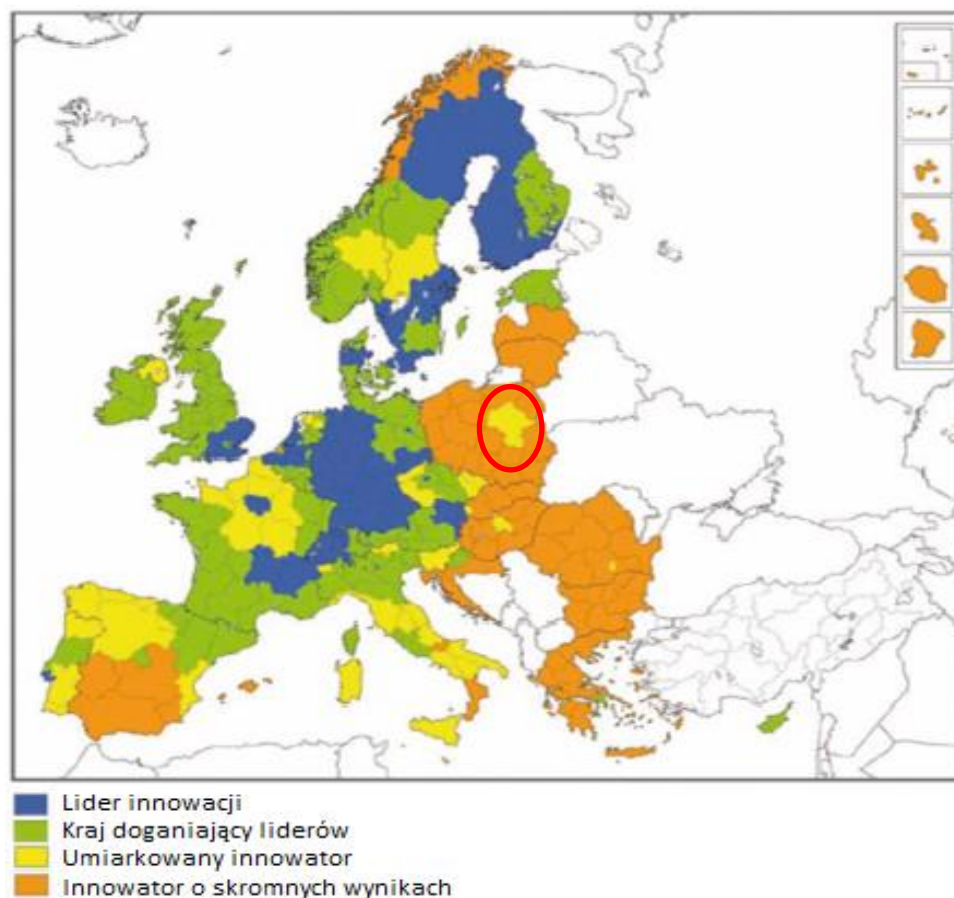 Lider innowacji
Kraj doganiający liderów
Umiarkowany innowator
Innowator o skromnych wynikach